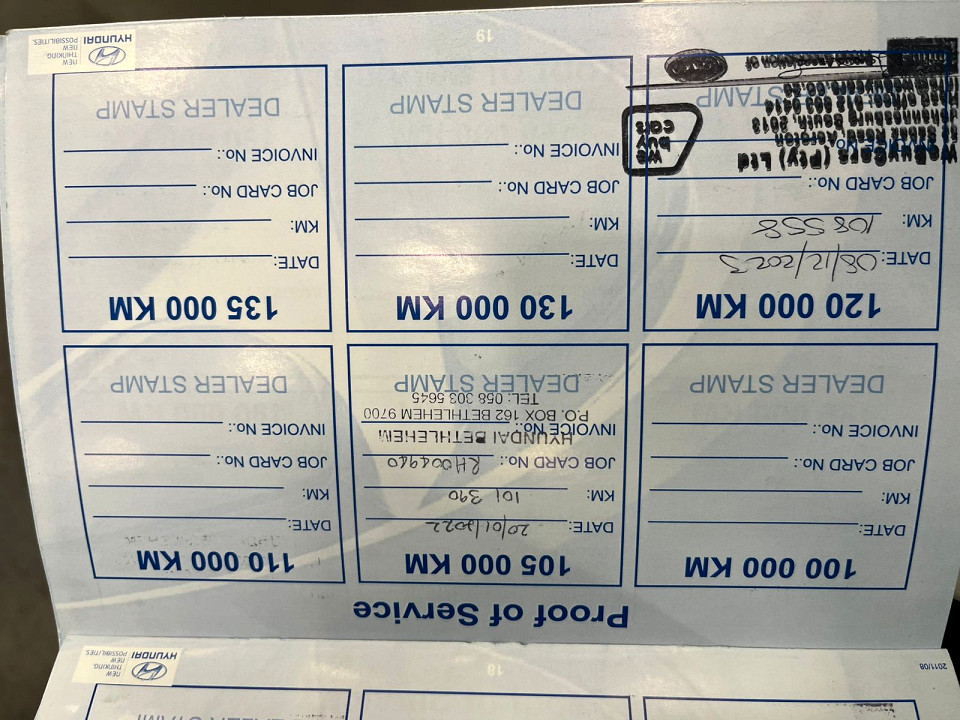 2011/08
18
HYUNDAI
NEW
THINKING.
NEW
POSSIBILITIES.
Proof of Service
100 000 KM
DATE:
KM:
JOB CARD No.:
INVOICE No.:
DEALER STAMP
105 000 KM
DATE: 20/01/2022
KM: 101 390
JOB CARD No.: RH004940
INVOICE No.:
HYUNDAI BETHLEHEM
P.O. BOX 162 BETHLEHEM 9700
TEL: 058 303 5645
DEALER STAMP
110 000 KM
DATE:
KM:
JOB CARD No.:
INVOICE No.:
DEALER STAMP
120 000 KM
DATE: 08/12/2023
KM: 108 558
JOB CARD No.:
INVOICE No.:
WeBuyCars (Pty) Ltd
Johannesburg South, 2013
we
buy
cars
DEALER STAMP
130 000 KM
DATE:
KM:
JOB CARD No.:
INVOICE No.:
DEALER STAMP
135 000 KM
DATE:
KM:
JOB CARD No.:
INVOICE No.:
DEALER STAMP
19
HYUNDAI
NEW
THINKING.
NEW
POSSIBILITIES.